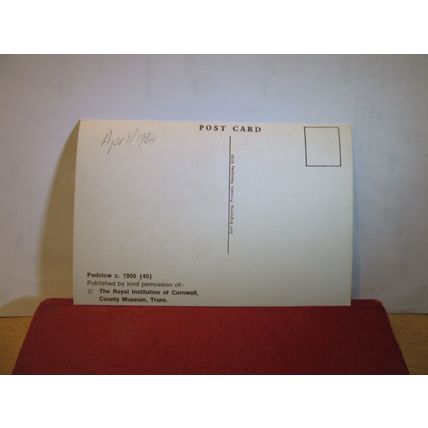 POST CARD
April/1984
Padstow c. 1900 (40)
Published by kind permission of:-
© The Royal Institution of Cornwall,
County Museum, Truro.